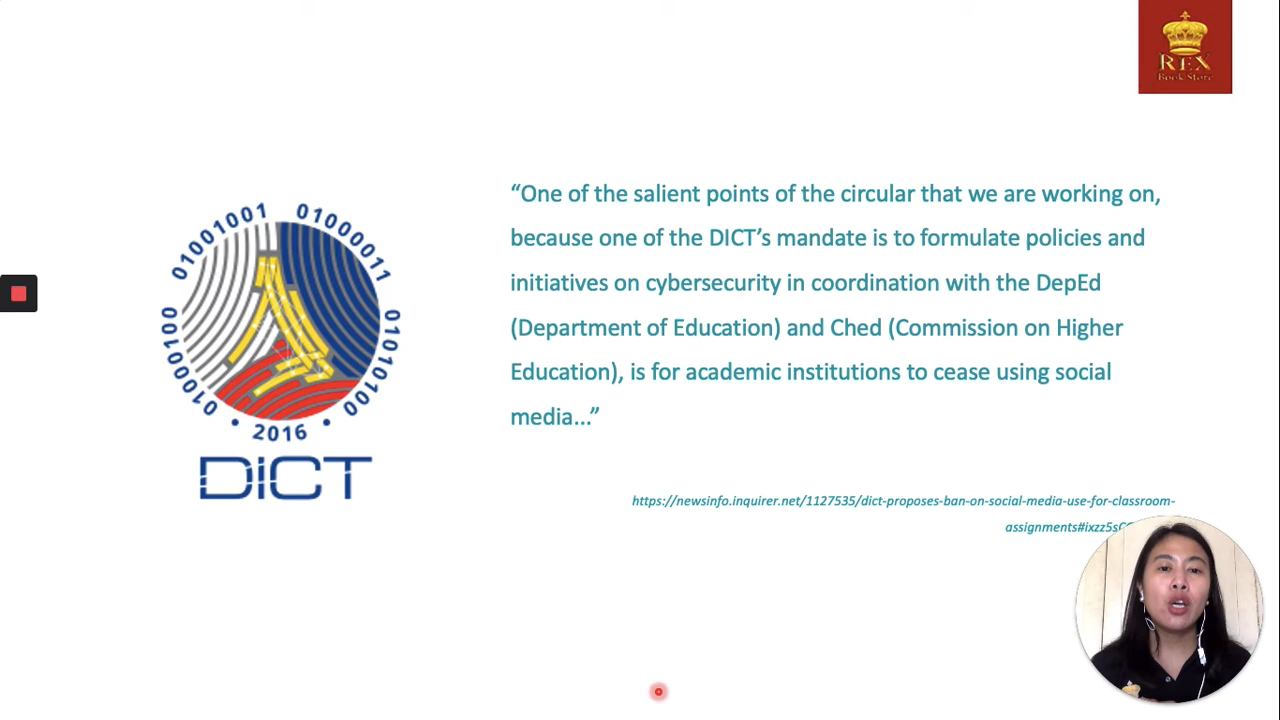 REX
Book Store
“One of the salient points of the circular that we are working on,
because one of the DICT’s mandate is to formulate policies and
initiatives on cybersecurity in coordination with the DepEd
(Department of Education) and Ched (Commission on Higher
Education), is for academic institutions to cease using social
media...”
01001001 01000011 01010100 01000100
• 2016 •
DICT
https://newsinfo.inquirer.net/1127535/dict-proposes-ban-on-social-media-use-for-classroom-